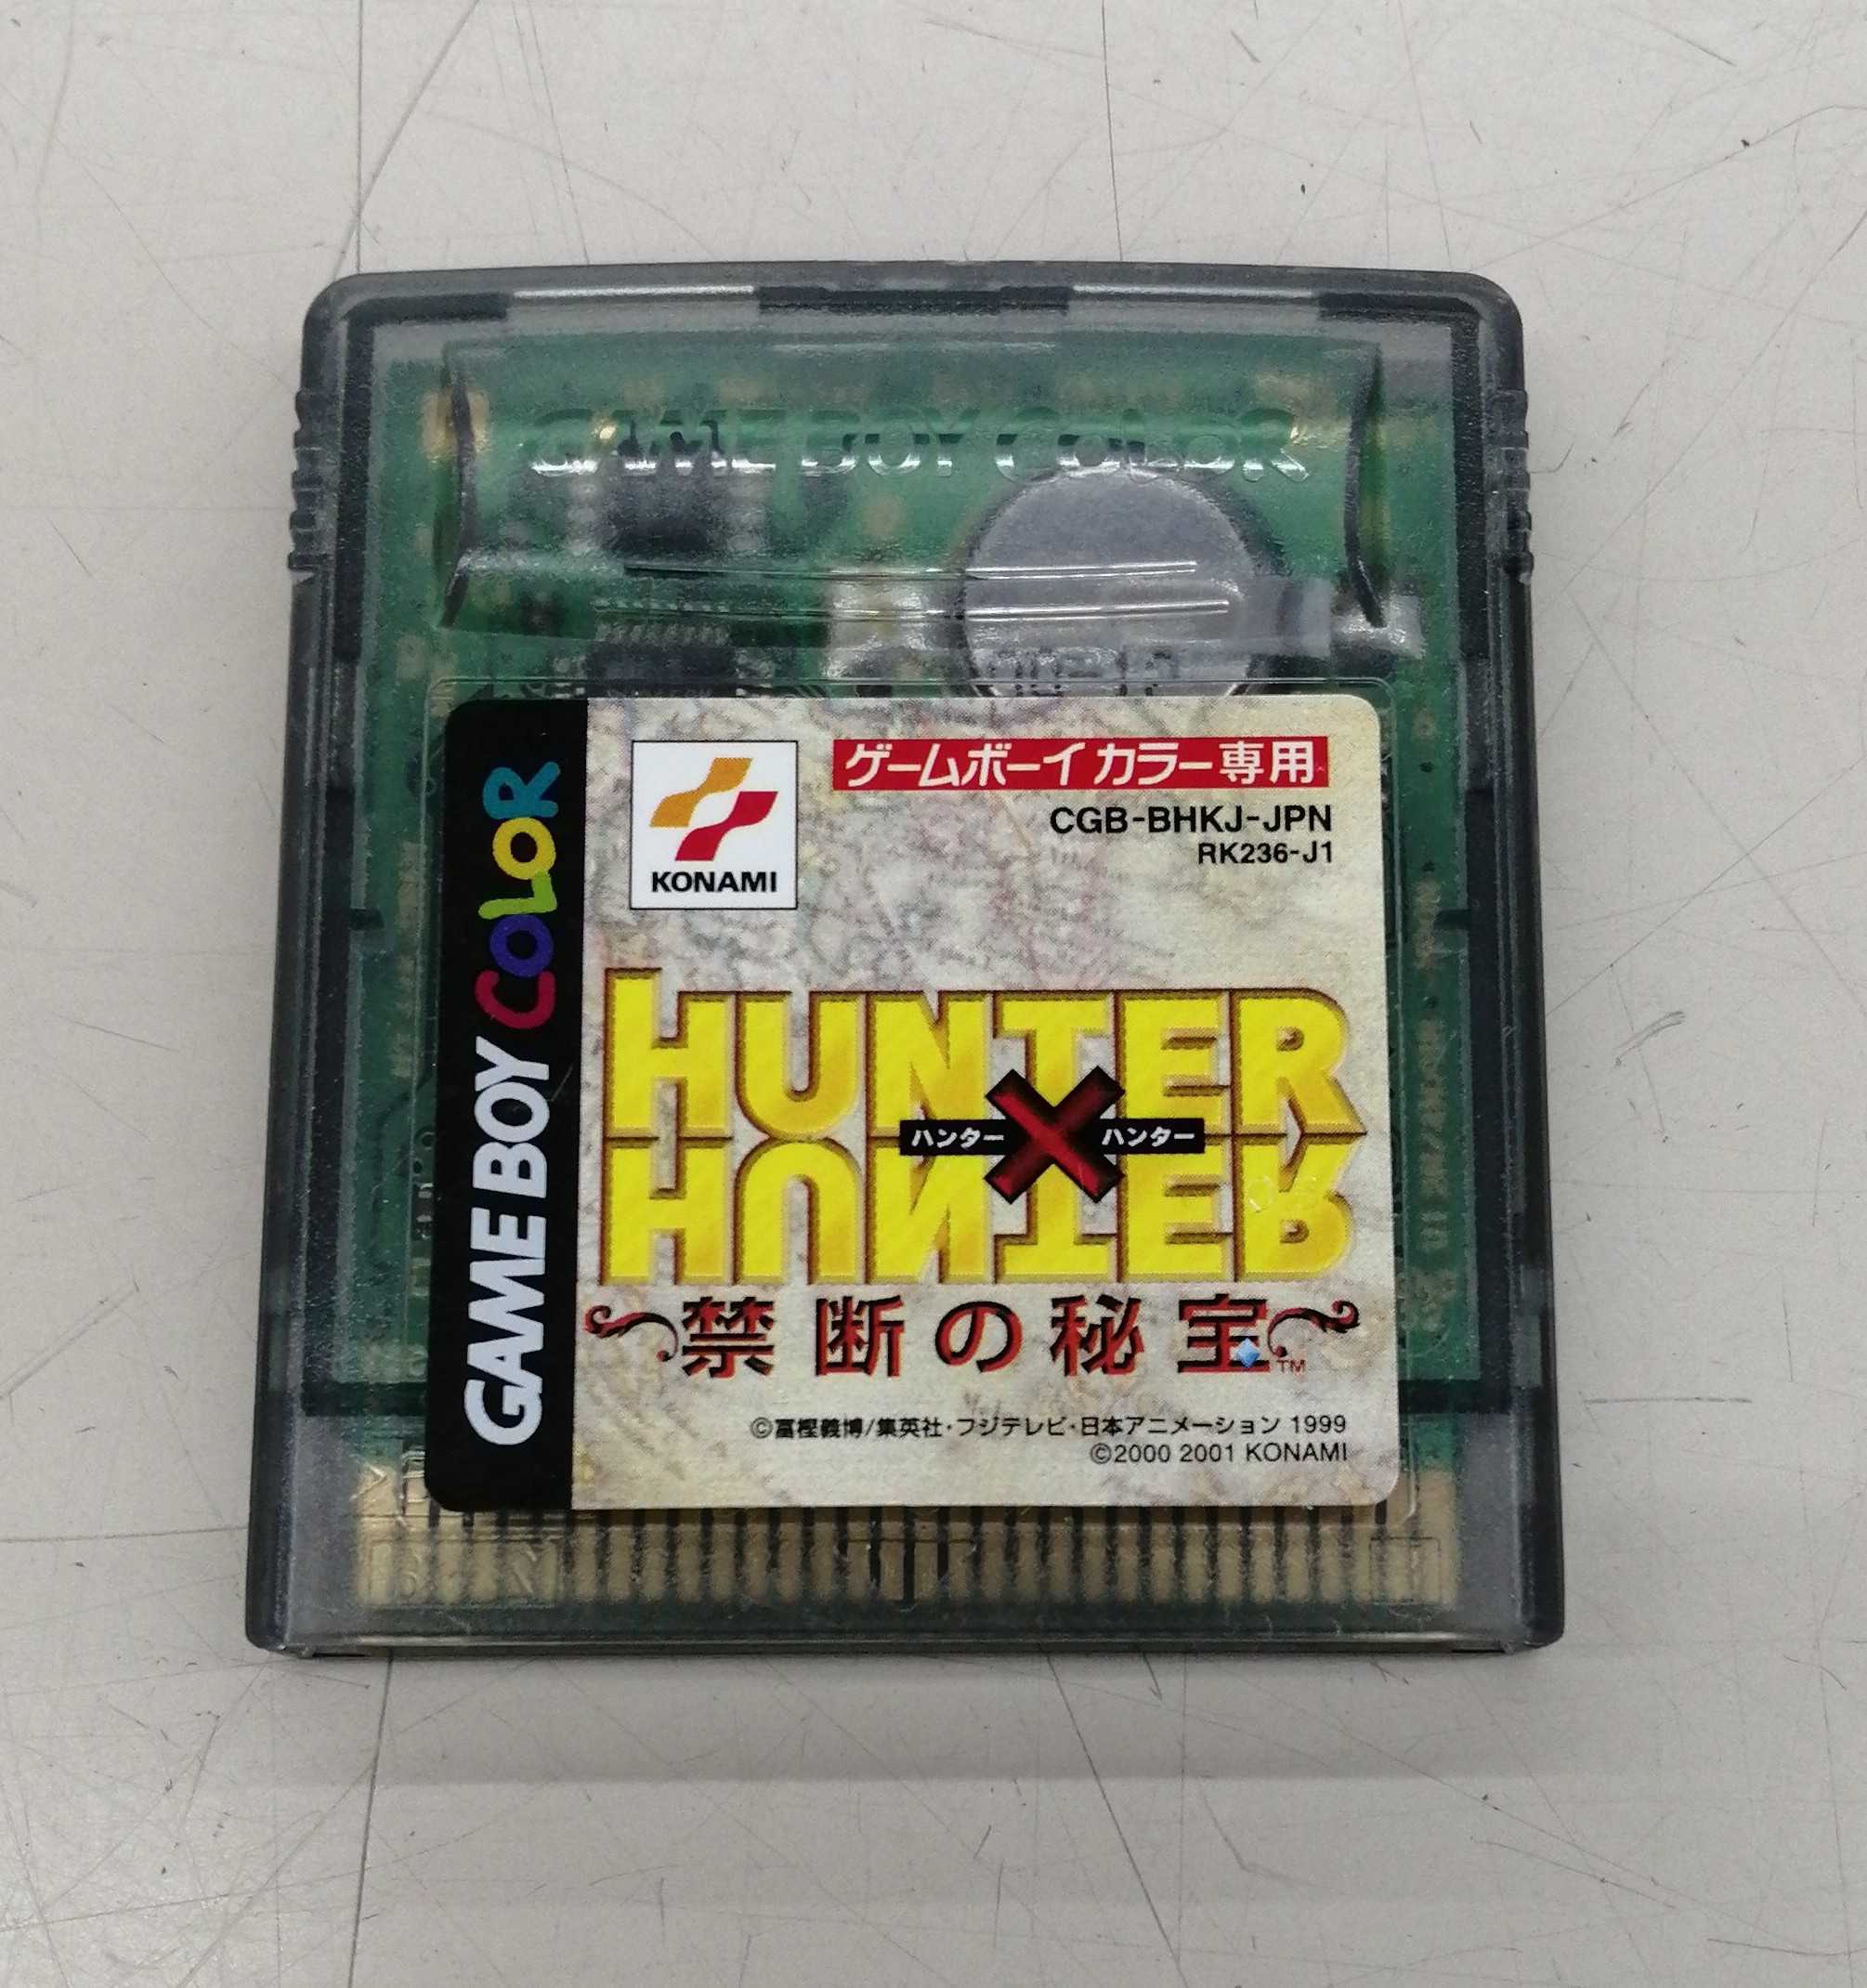 GAME BOY COLOR
GAME BOY COLOR
KONAMI
ゲームボーイカラー専用
CGB-BHKJ-JPN
RK236-J1
HUNTER
ハンター×ハンター
HUNTER
～禁断の秘宝～™
©冨樫義博/集英社・フジテレビ・日本アニメーション 1999
©2000 2001 KONAMI